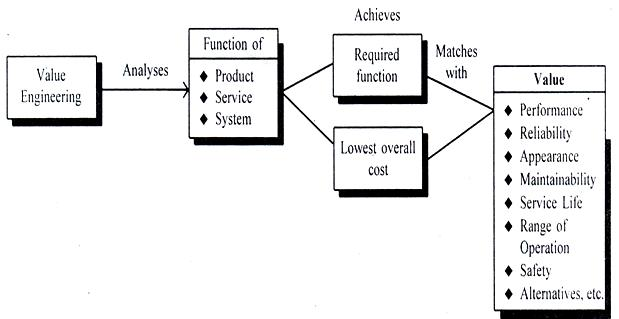 Value
Engineering
Analyses
Function of
♦ Product
♦ Service
♦ System
Achieves
Required
function
Lowest overall
cost
Matches
with
Value
♦ Performance
♦ Reliability
♦ Appearance
♦ Maintainability
♦ Service Life
♦ Range of
Operation
♦ Safety
♦ Alternatives, etc.